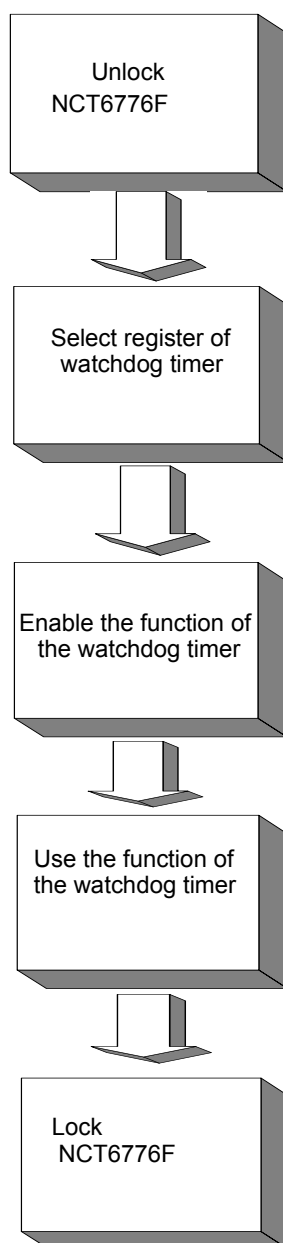 Unlock
NCT6776F
Select register of
watchdog timer
Enable the function of
the watchdog timer
Use the function of
the watchdog timer
Lock
NCT6776F